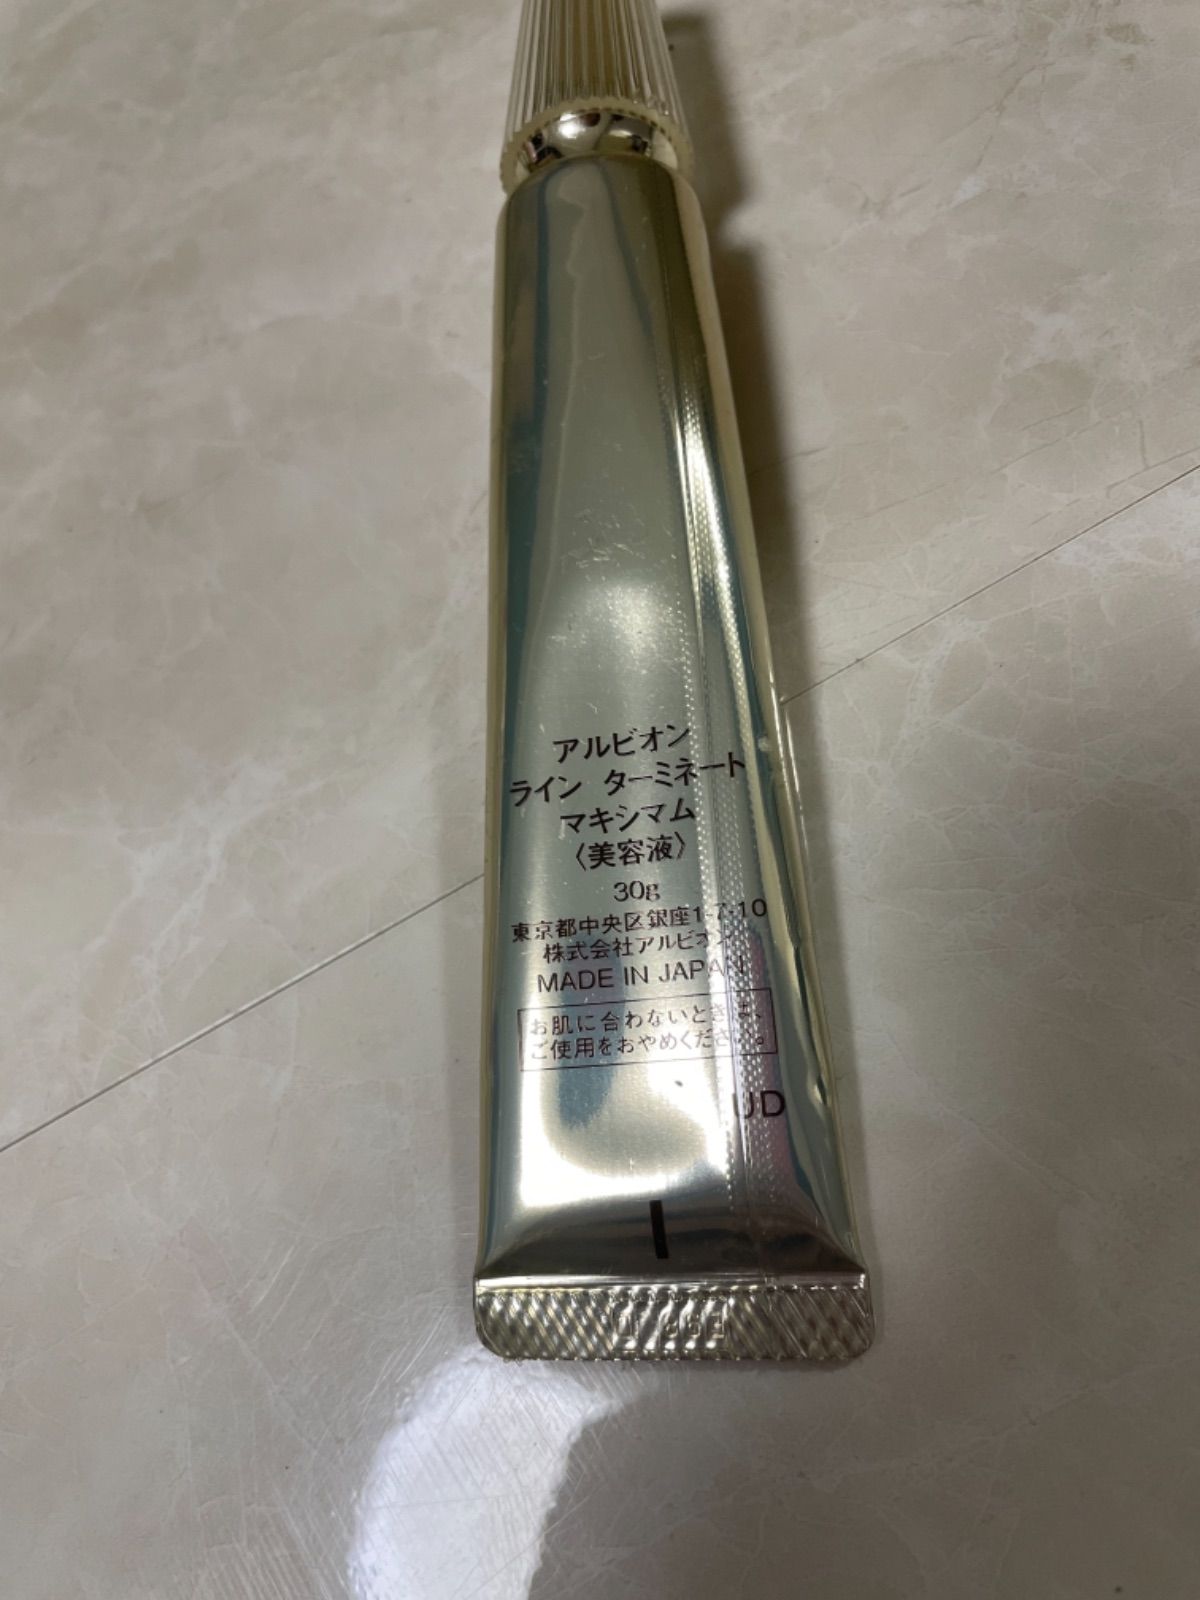 アルビオン
ライン ターミネート
マキシマム
〈美容液〉
30g
東京都中央区銀座1-7-10
株式会社アルビオン
MADE IN JAPAN
お肌に合わないときは、
ご使用をおやめください。
UD